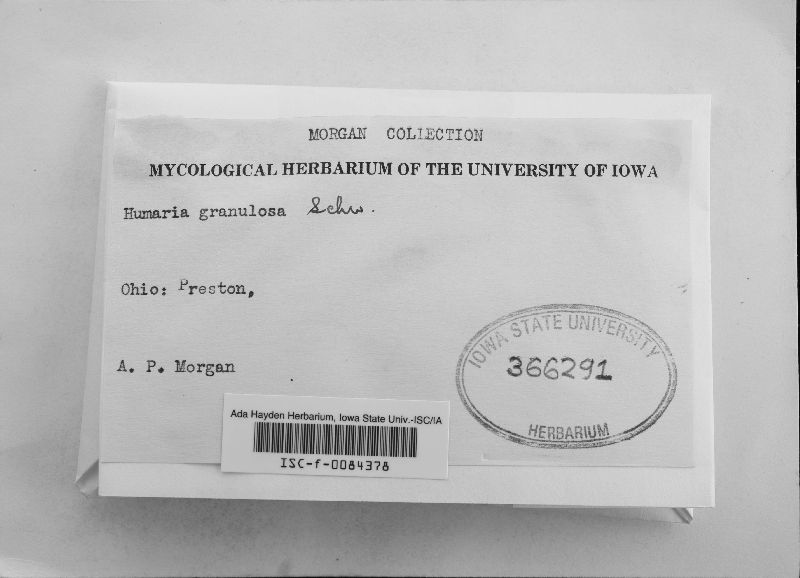 MORGAN COLIECTION
MYCOLOGICAL HERBARIUM OF THE UNIVERSITY OF IOWA
Humaria granulosa Schw.
Ohio: Preston,
A. P. Morgan
IOWA STATE UNIVERSITY
366291
HERBARIUM
Ada Hayden Herbarium, Iowa State Univ.-ISC/IA
ISC-f-0084378